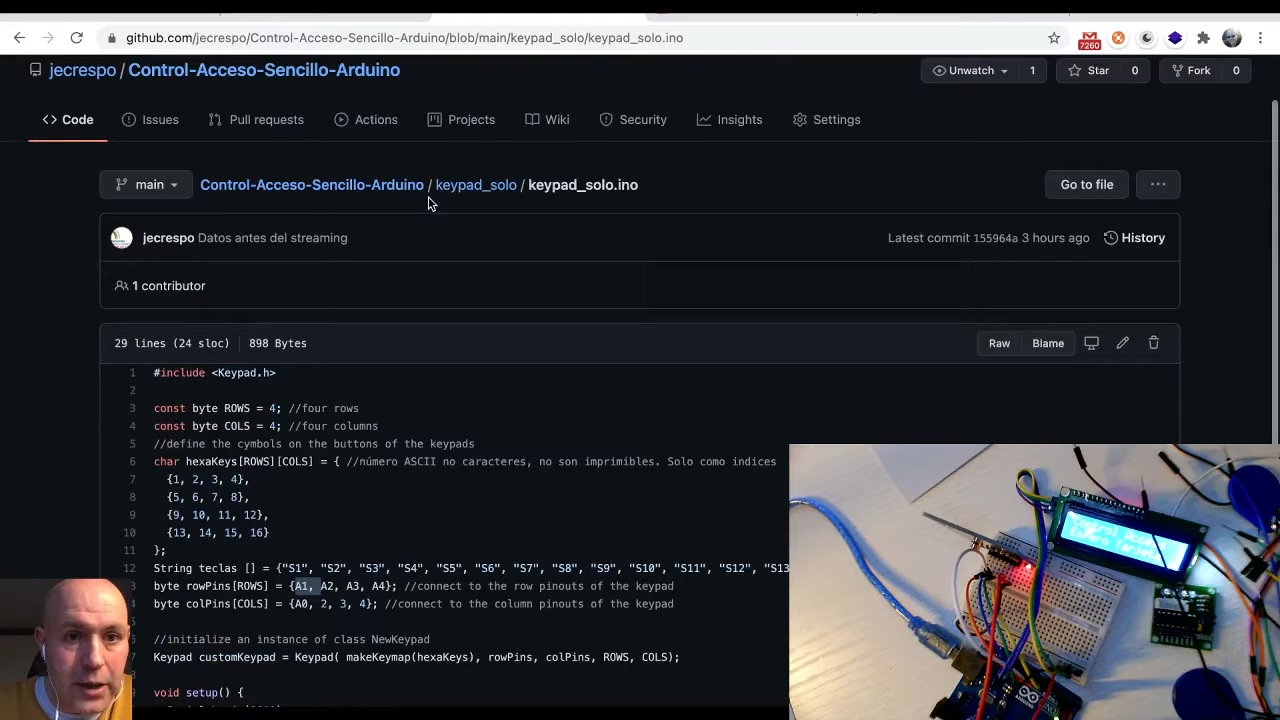 github.com/jecrespo/Control-Acceso-Sencillo-Arduino/blob/main/keypad_solo/keypad_solo.ino
7260
jecrespo / Control-Acceso-Sencillo-Arduino
Unwatch 1 Star 0 Fork 0
<> Code Issues Pull requests Actions Projects Wiki Security Insights Settings
main Control-Acceso-Sencillo-Arduino / keypad_solo / keypad_solo.ino Go to file ...
jecrespo Datos antes del streaming Latest commit 155964a 3 hours ago History
1 contributor
29 lines (24 sloc) 898 Bytes Raw Blame
1 #include <Keypad.h>
2
3 const byte ROWS = 4; //four rows
4 const byte COLS = 4; //four columns
5 //define the cymbols on the buttons of the keypads
6 char hexaKeys[ROWS][COLS] = { //número ASCII no caracteres, no son imprimibles. Solo como indices
7 {1, 2, 3, 4},
8 {5, 6, 7, 8},
9 {9, 10, 11, 12},
10 {13, 14, 15, 16}
11 };
12 String teclas [] = {"S1", "S2", "S3", "S4", "S5", "S6", "S7", "S8", "S9", "S10", "S11", "S12", "S13
3 byte rowPins[ROWS] = {A1, A2, A3, A4}; //connect to the row pinouts of the keypad
4 byte colPins[COLS] = {A0, 2, 3, 4}; //connect to the column pinouts of the keypad
//initialize an instance of class NewKeypad
7 Keypad customKeypad = Keypad( makeKeymap(hexaKeys), rowPins, colPins, ROWS, COLS);
void setup() {